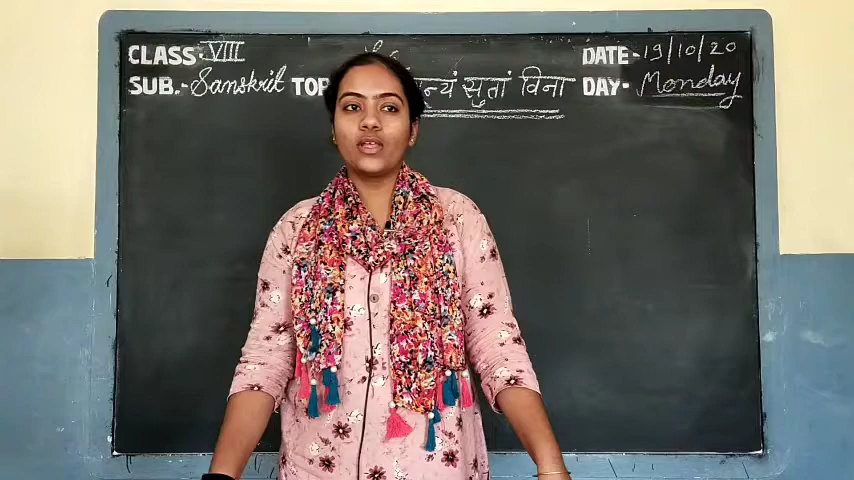 CLASS- VIII DATE- 19/10/20
SUB.- Sanskrit TOP सुतां विना DAY- Monday